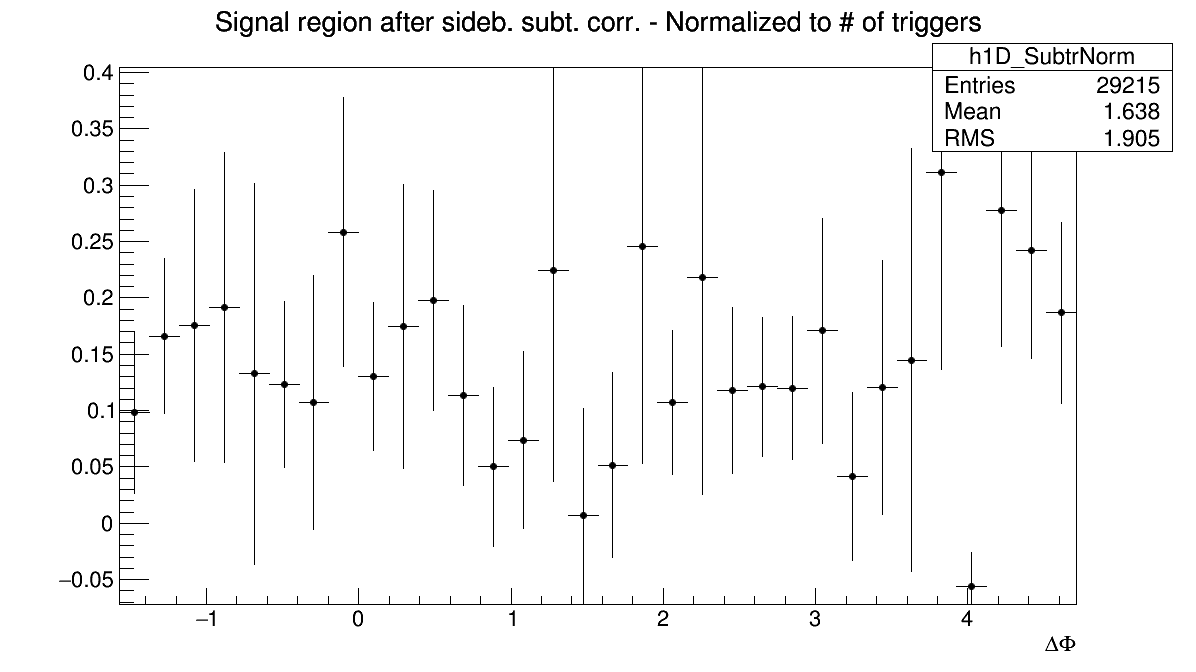 Signal region after sideb. subt. corr. - Normalized to # of triggers
h1D_SubtrNorm
Entries 29215
Mean 1.638
RMS 1.905
0.4
0.35
0.3
0.25
0.2
0.15
0.1
0.05
0
−0.05
−1 0 1 2 3 4
ΔΦ